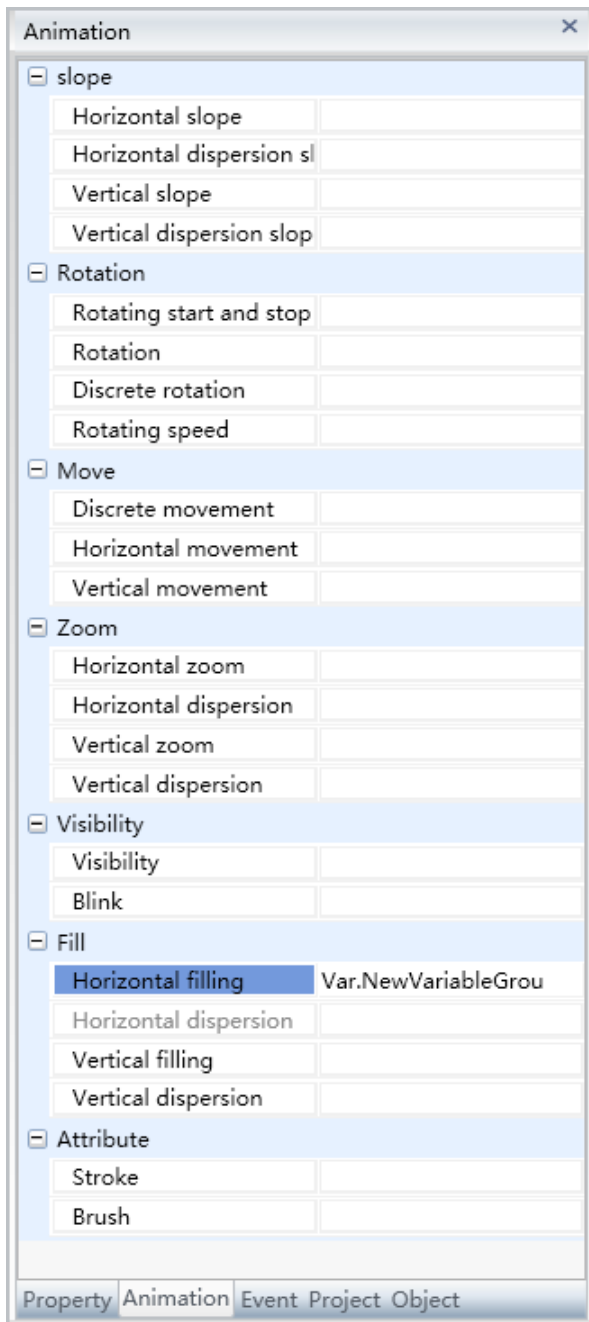 Animation
slope
Horizontal slope
Horizontal dispersion sl
Vertical slope
Vertical dispersion slop
Rotation
Rotating start and stop
Rotation
Discrete rotation
Rotating speed
Move
Discrete movement
Horizontal movement
Vertical movement
Zoom
Horizontal zoom
Horizontal dispersion
Vertical zoom
Vertical dispersion
Visibility
Visibility
Blink
Fill
Horizontal filling Var.NewVariableGrou
Horizontal dispersion
Vertical filling
Vertical dispersion
Attribute
Stroke
Brush
Property Animation Event Project Object